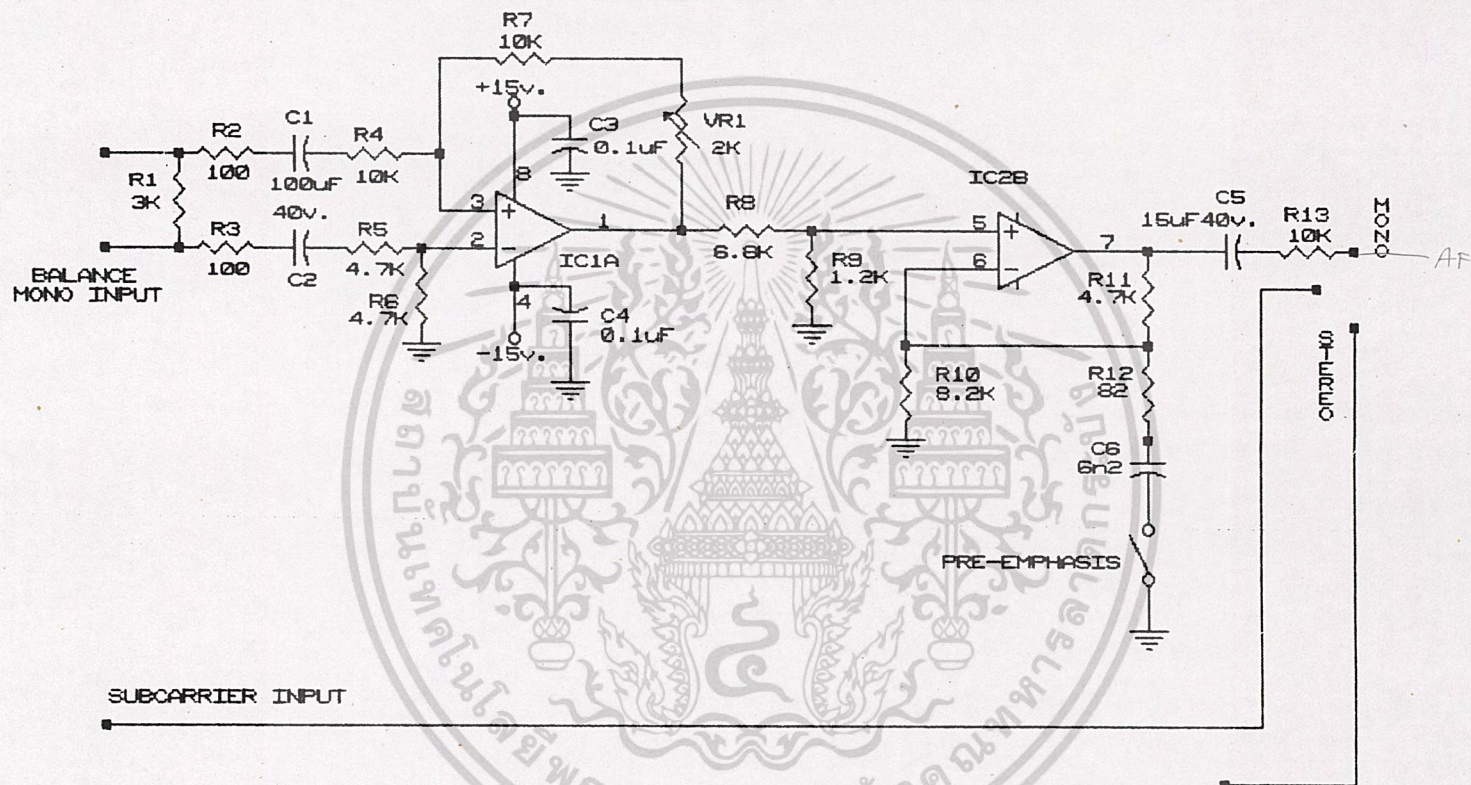 R7
10K
+15v.
C3
0.1uF
VR1
2K
R2
100
C1
100uF
40v.
R4
10K
R1
3K
R3
100
C2
R5
4.7K
R6
4.7K
3
2
8
1
4
IC1A
C4
0.1uF
-15v.
BALANCE
MONO INPUT
R8
6.8K
R9
1.2K
IC2B
5
6
7
C5
15uF40v.
R13
10K
MONO
AF
R11
4.7K
R10
8.2K
R12
82
STEREO
C6
6n2
PRE-EMPHASIS
SUBCARRIER INPUT